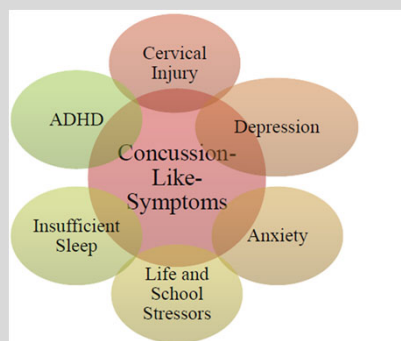 Cervical
Injury
ADHD
Depression
Concussion-
Like-
Symptoms
Insufficient
Sleep
Anxiety
Life and
School
Stressors